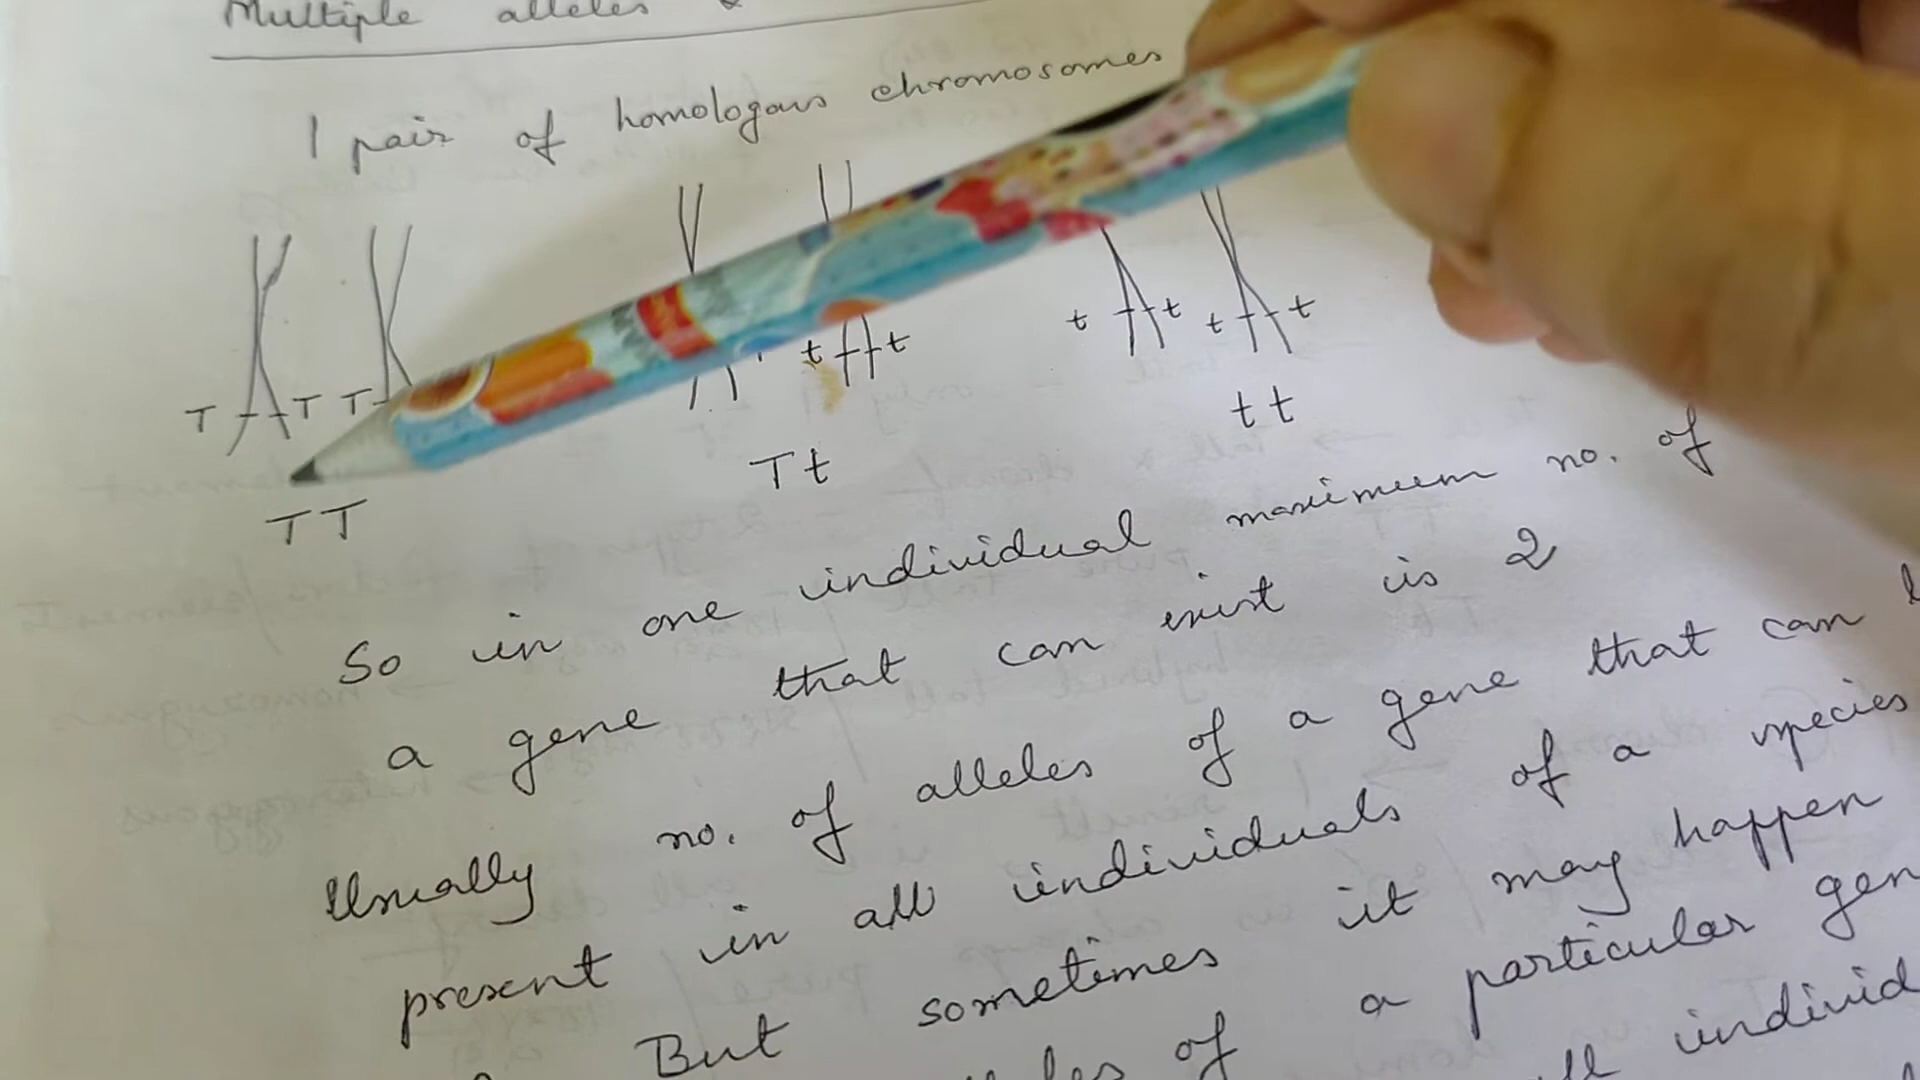 Multiple alleles &
1 pair of homologous chromosomes
T T T t t t t t t
TT Tt tt
So in one individual maximum no. of
a gene that can exist is 2
Usually no. of alleles of a gene that can
present in all individuals of a species
But sometimes it may happen
of a particular gen
individ